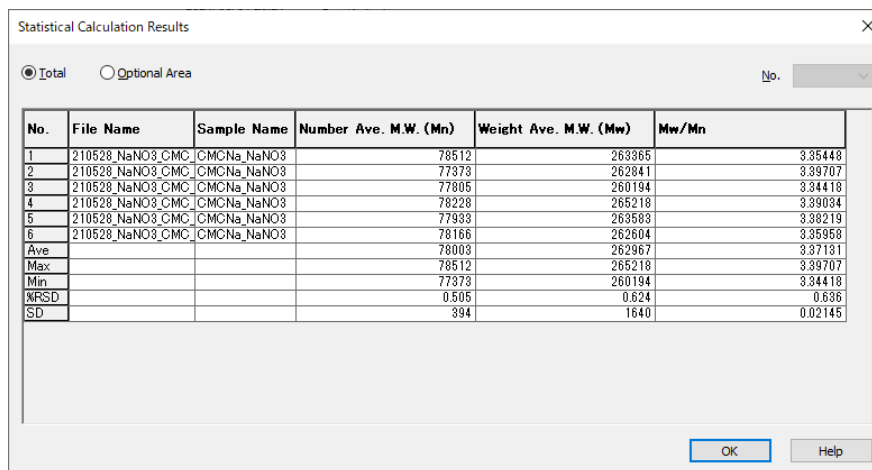 Statistical Calculation Results
Total Optional Area No.
No. File Name Sample Name Number Ave. M.W. (Mn) Weight Ave. M.W. (Mw) Mw/Mn
1 210528_NaNO3_CMC_ CMCNa_NaNO3 78512 263365 3.35448
2 210528_NaNO3_CMC_ CMCNa_NaNO3 77373 262841 3.39707
3 210528_NaNO3_CMC_ CMCNa_NaNO3 77805 260194 3.34418
4 210528_NaNO3_CMC_ CMCNa_NaNO3 78228 265218 3.39034
5 210528_NaNO3_CMC_ CMCNa_NaNO3 77933 263583 3.38219
6 210528_NaNO3_CMC_ CMCNa_NaNO3 78166 262604 3.35958
Ave 78003 262967 3.37131
Max 78512 265218 3.39707
Min 77373 260194 3.34418
%RSD 0.505 0.624 0.636
SD 394 1640 0.02145
OK Help